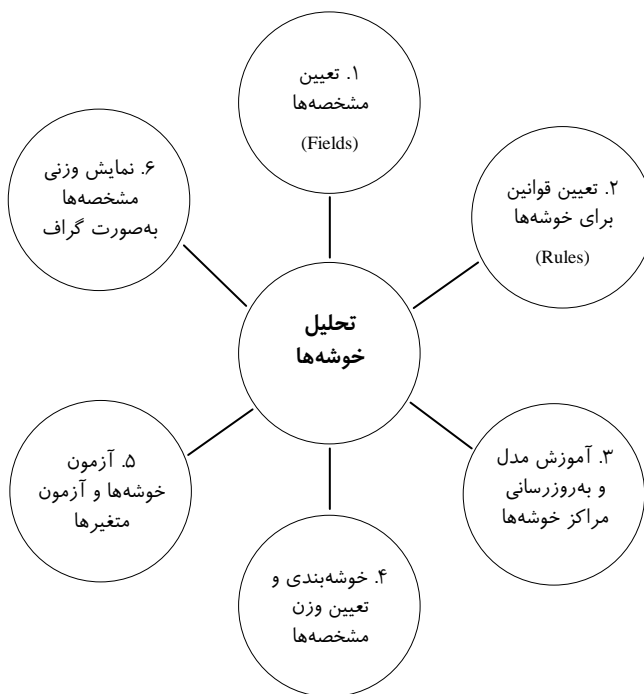 ۱. تعیین
مشخصه‌ها
(Fields)
۲. تعیین قوانین
برای خوشه‌ها
(Rules)
۶. نمایش وزنی
مشخصه‌ها
به‌صورت گراف
تحلیل
خوشه‌ها
۳. آموزش مدل
و به‌روزرسانی
مراکز خوشه‌ها
۵. آزمون
خوشه‌ها و آزمون
متغیرها
۴. خوشه‌بندی و
تعیین وزن
مشخصه‌ها